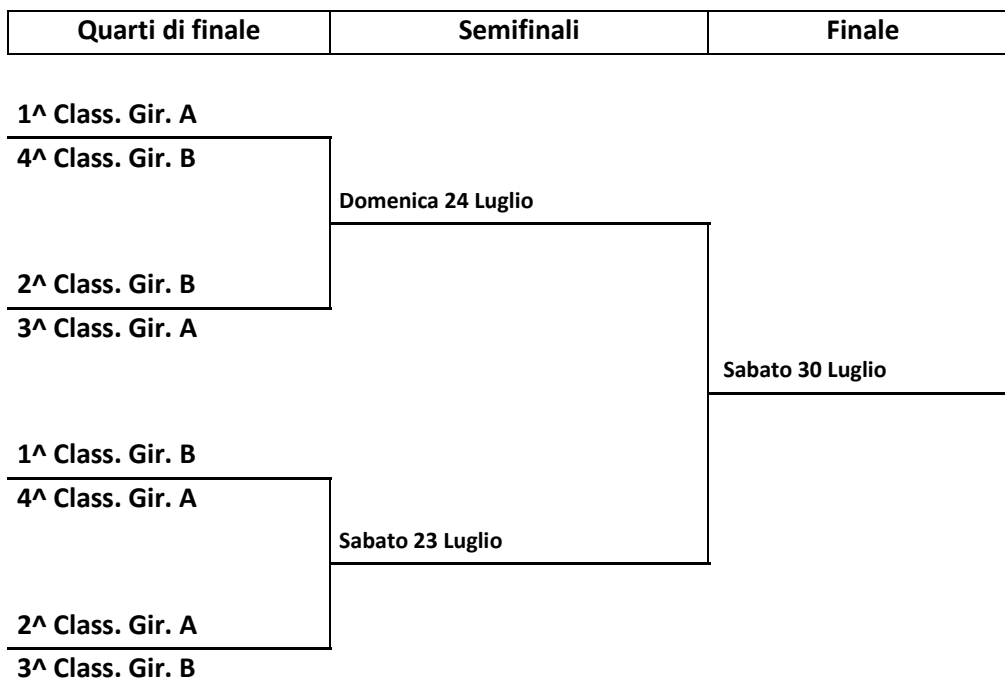 Quarti di finale Semifinali Finale
1^ Class. Gir. A
4^ Class. Gir. B
Domenica 24 Luglio
2^ Class. Gir. B
3^ Class. Gir. A
Sabato 30 Luglio
1^ Class. Gir. B
4^ Class. Gir. A
Sabato 23 Luglio
2^ Class. Gir. A
3^ Class. Gir. B